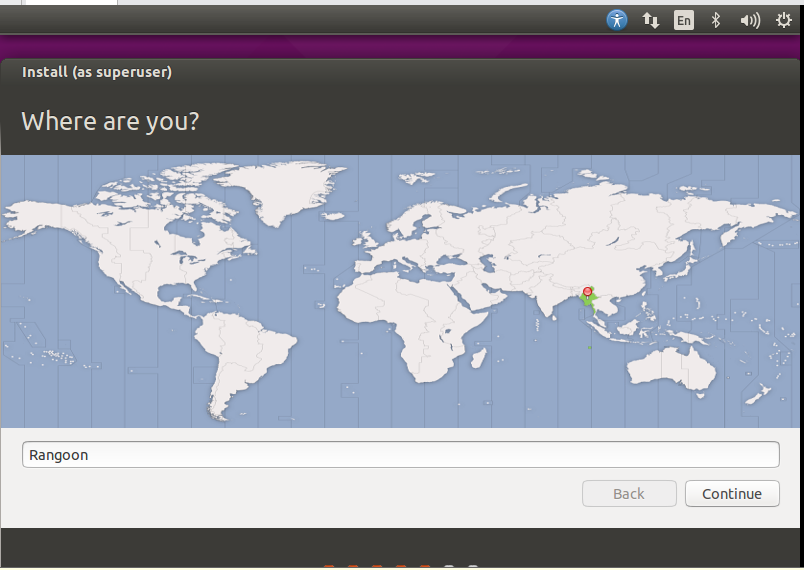 En
Install (as superuser)
Where are you?
Rangoon
Back
Continue